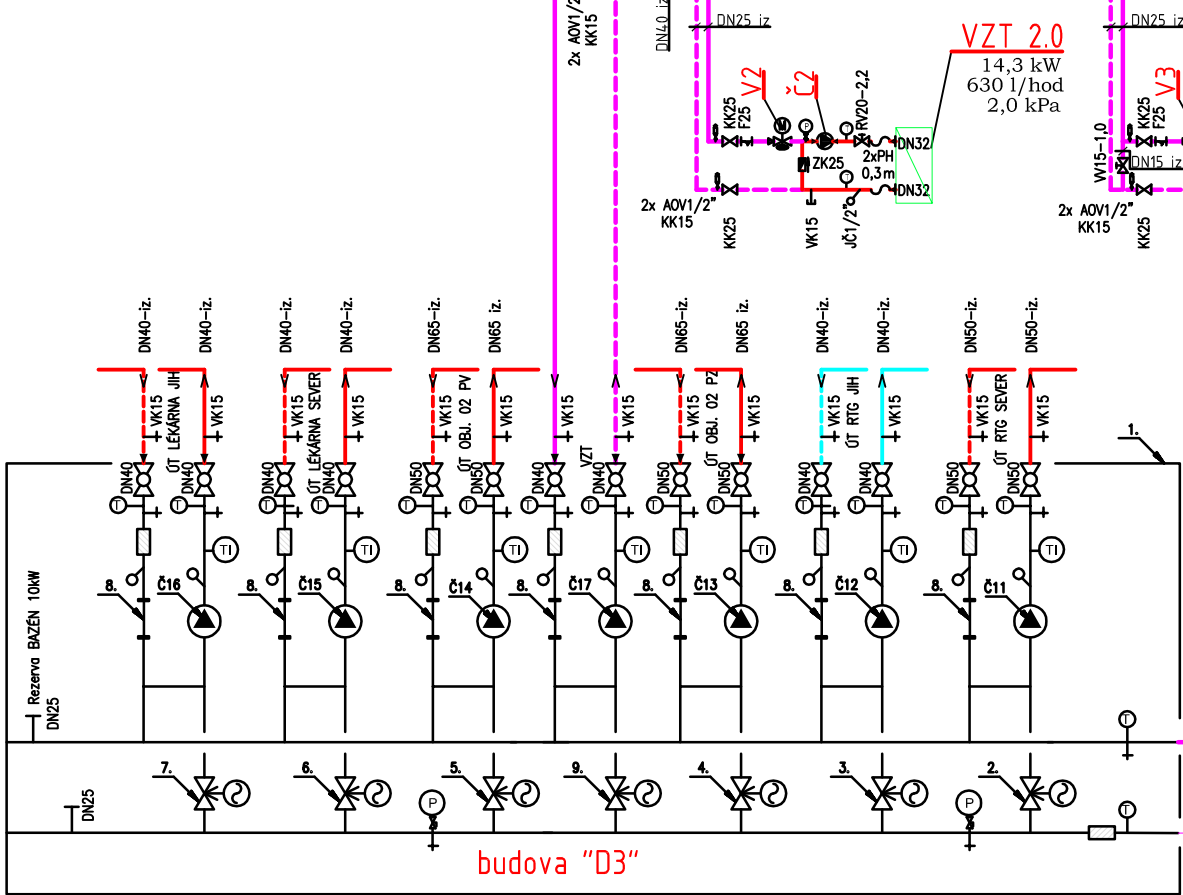 2x AOV1/2"
KK15
DN40 iz
DN25 iz
VZT 2.0
14,3 kW
630 l/hod
2,0 kPa
DN25 iz
V2
Č2
V3
KK25
F25
M
P
T
RV20-2,2
DN32
ZK25
2xPH
0,3m
T
DN32
2x AOV1/2"
KK15
KK25
VK15
JČ1/2"
KK25
F25
W15-1,0
DN15 iz
2x AOV1/2"
KK15
KK25
DN40-iz.
DN40-iz.
DN40-iz.
DN40-iz.
DN65-iz.
DN65 iz.
DN65-iz.
DN65 iz.
DN40-iz.
DN40-iz.
DN50-iz.
DN50-iz.
VK15
ÚT LÉKÁRNA JIH
VK15
VK15
ÚT LÉKÁRNA SEVER
VK15
VK15
ÚT OBJ. 02 PV
VK15
VK15
VZT
VK15
VK15
ÚT OBJ. 02 PZ
VK15
VK15
ÚT RTG JIH
VK15
VK15
ÚT RTG SEVER
VK15
1.
DN40
DN40
DN40
DN40
DN50
DN50
DN40
DN40
DN50
DN50
DN40
DN40
DN50
DN50
T
T
T
T
T
T
T
T
T
T
T
T
T
T
TI
TI
TI
TI
TI
TI
TI
8.
Č16
8.
Č15
8.
Č14
8.
Č17
8.
Č13
8.
Č12
8.
Č11
Rezerva BAZÉN 10kW
DN25
T
7.
6.
5.
9.
4.
3.
2.
DN25
P
P
T
budova "D3"